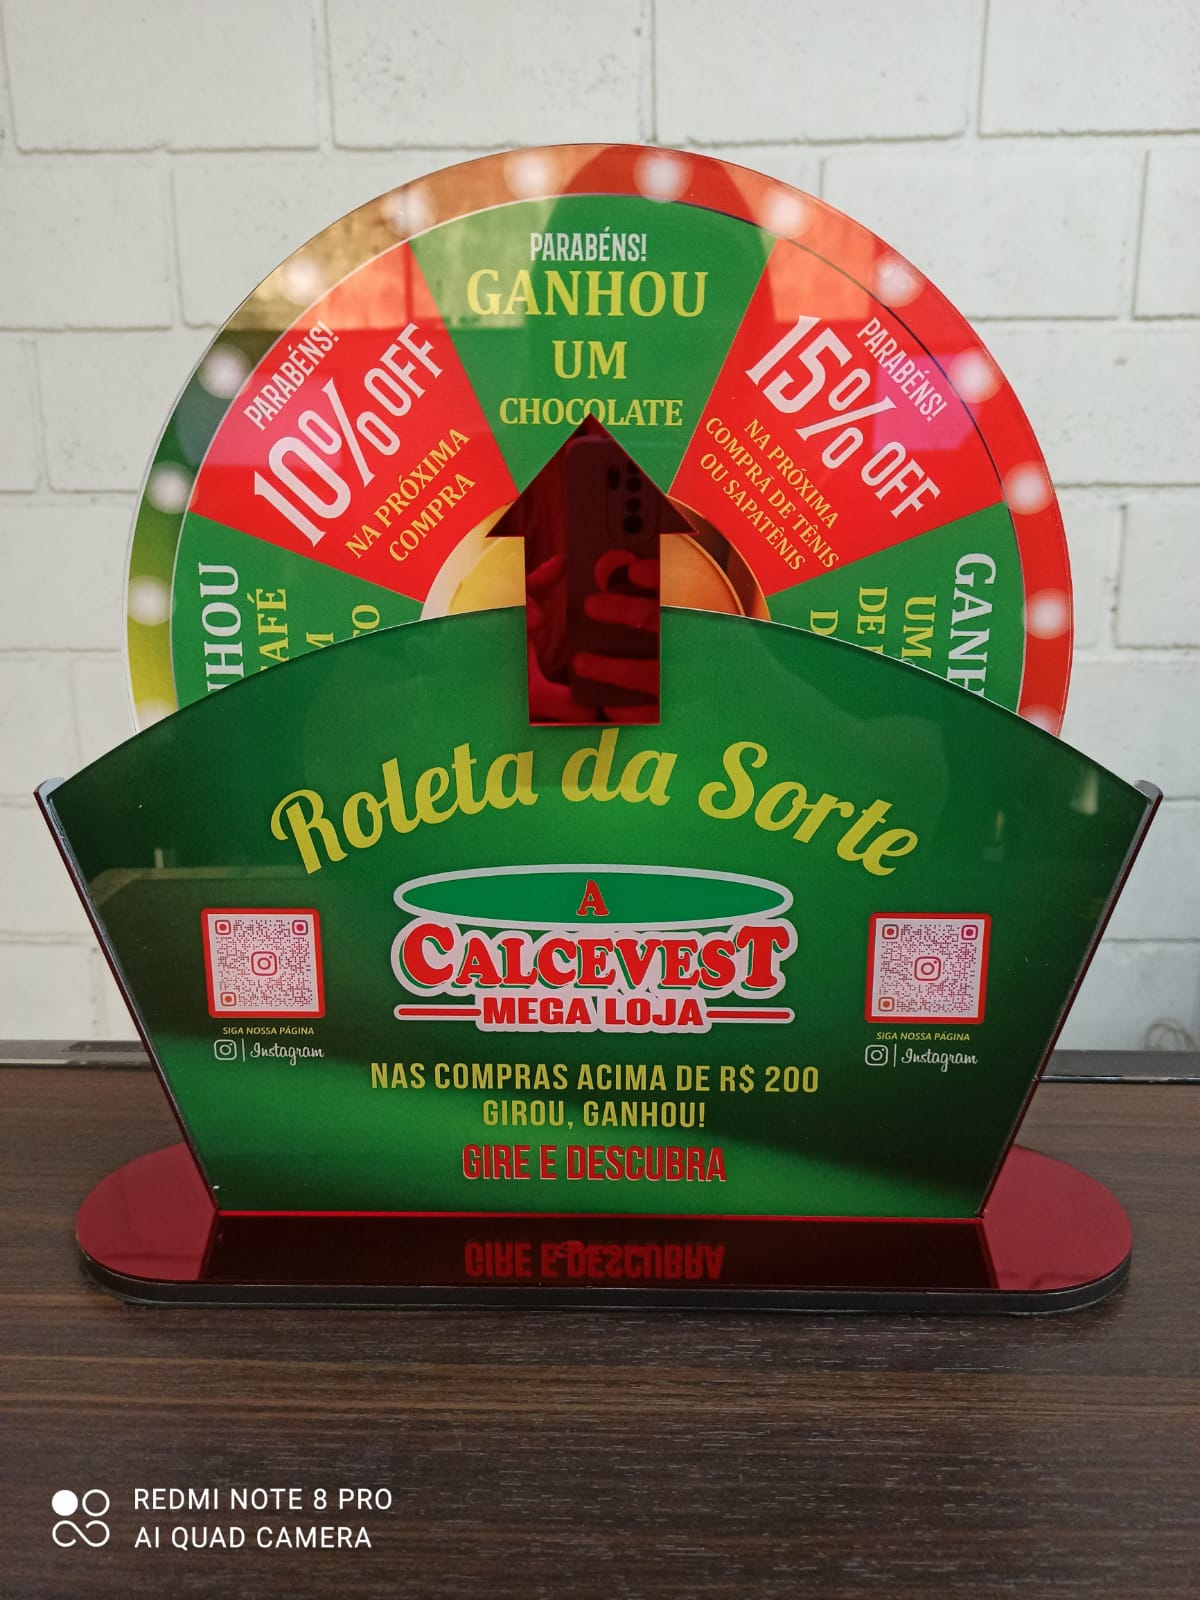 PARABÉNS!
GANHOU
UM
CHOCOLATE
PARABÉNS!
10% OFF
NA PRÓXIMA
COMPRA
PARABÉNS!
15% OFF
NA PRÓXIMA
COMPRA DE TÊNIS
OU SAPATÊNIS
UM
DE
Roleta da Sorte
A
CALCEVEST
MEGA LOJA
SIGA NOSSA PÁGINA
Instagram
SIGA NOSSA PÁGINA
Instagram
NAS COMPRAS ACIMA DE R$ 200
GIROU, GANHOU!
GIRE E DESCUBRA
REDMI NOTE 8 PRO
AI QUAD CAMERA